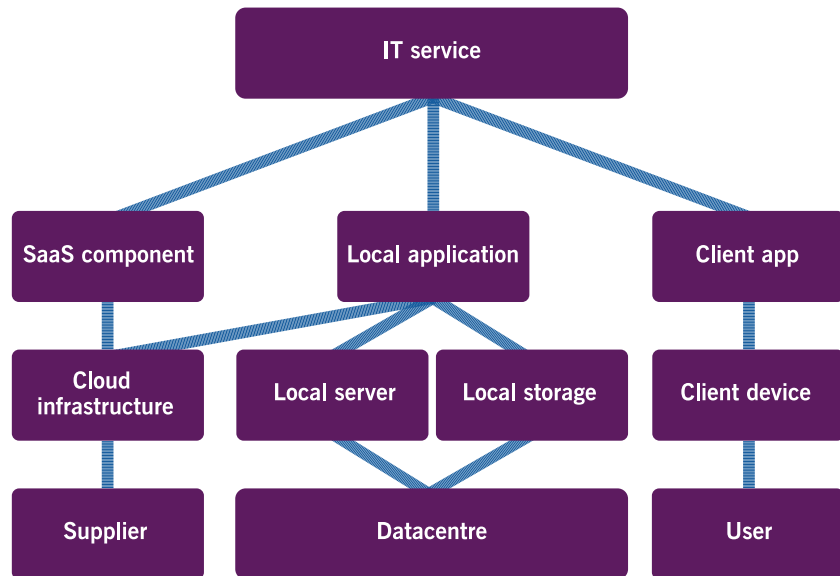 IT service
SaaS component
Local application
Client app
Cloud
infrastructure
Local server
Local storage
Client device
Supplier
Datacentre
User